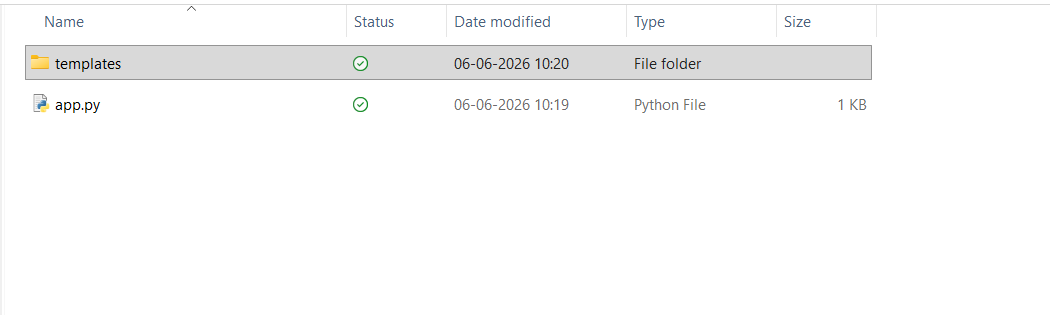 Name Status Date modified Type Size
templates 06-06-2026 10:20 File folder
app.py 06-06-2026 10:19 Python File 1 KB